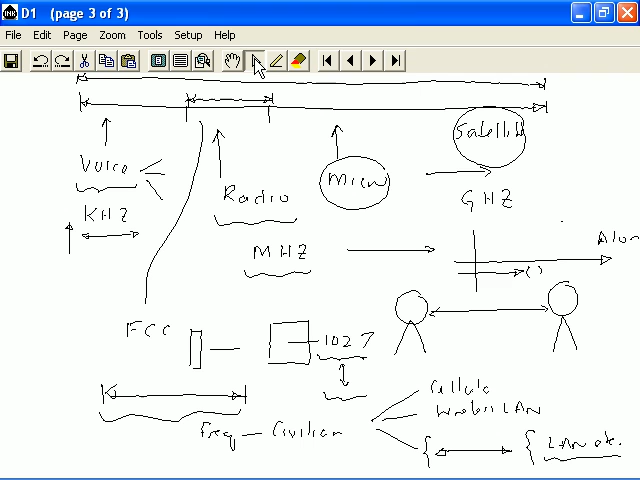 D1 (page 3 of 3)
File Edit Page Zoom Tools Setup Help
Satellite
Voice
Micro
Radio
GHZ
KHZ
MHZ
FCC
1027
Cellula
Wireless LAN
Freq - Civilian
{ { LAN etc.